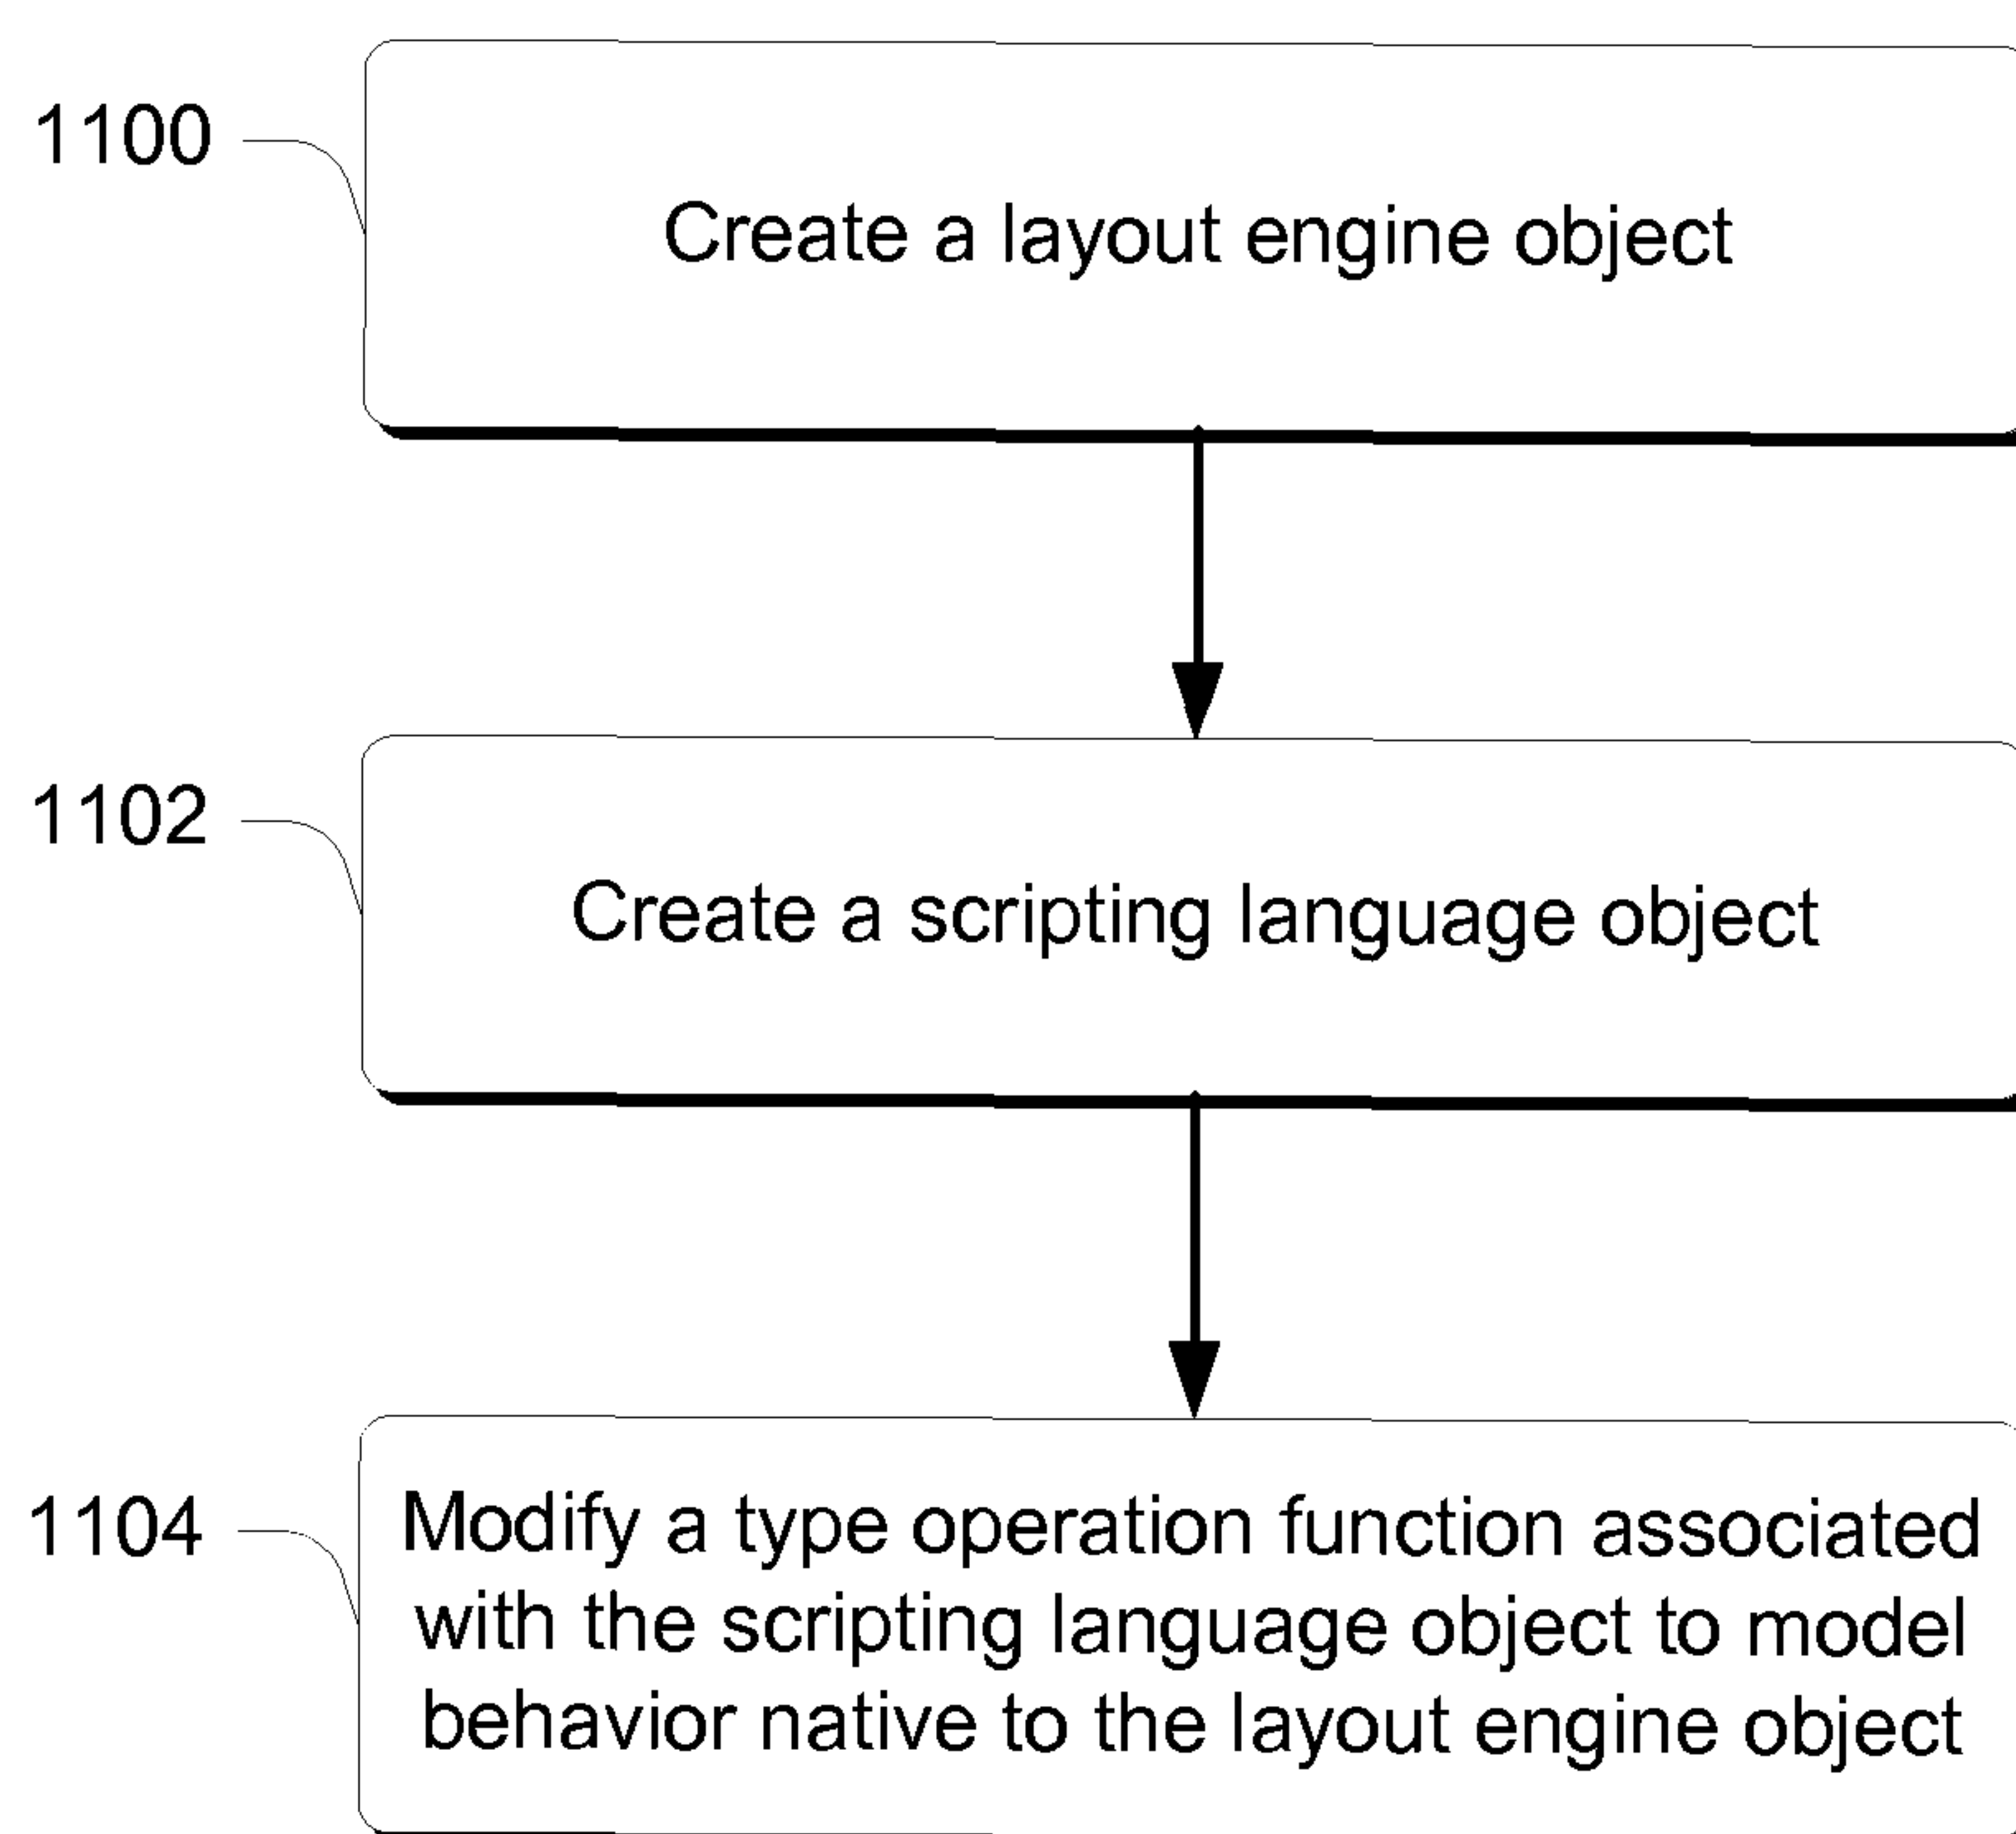 1100
Create a layout engine object
1102
Create a scripting language object
1104
Modify a type operation function associated
with the scripting language object to model
behavior native to the layout engine object